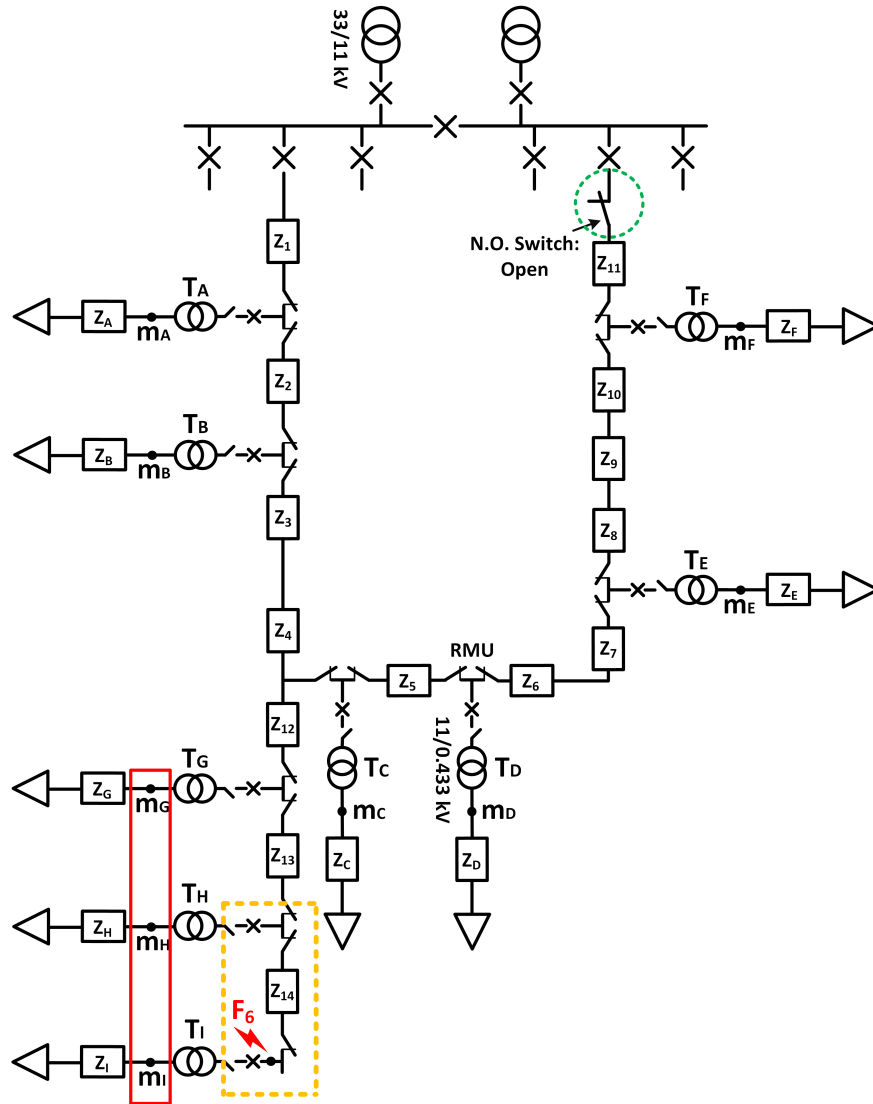 33/11 kV
N.O. Switch:
Open
Z1
Z11
TA
ZA
mA
TF
mF
ZF
Z2
Z10
TB
ZB
mB
Z9
Z3
Z8
TE
mE
ZE
Z4
Z7
RMU
Z5
Z6
Z12
11/0.433 kV
TG
ZG
mG
TC
mC
TD
mD
Z13
ZC
ZD
TH
ZH
mH
Z14
F6
TI
ZI
mI